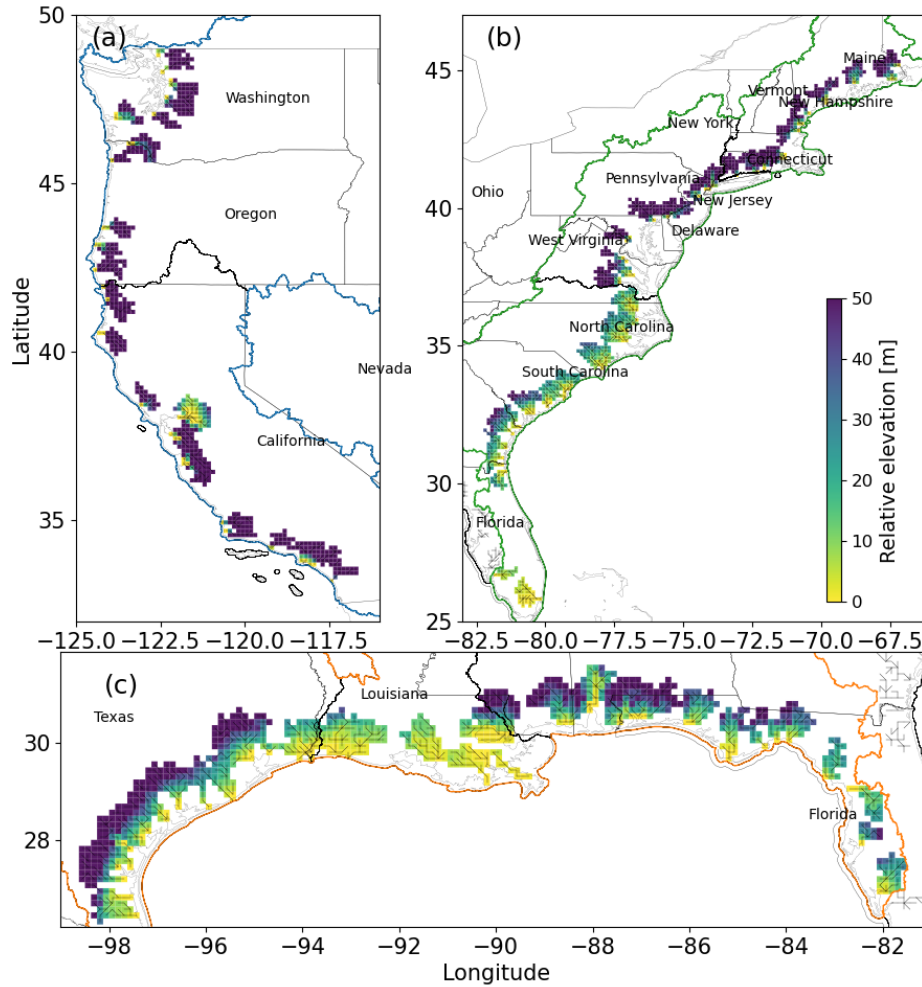 (a)
50
45
40
35
Latitude
Washington
Oregon
Nevada
California
−125.0
−122.5
−120.0
−117.5
(b)
45
40
35
30
25
Maine
Vermont
New Hampshire
New York
Connecticut
Pennsylvania
Ohio
New Jersey
Delaware
West Virginia
North Carolina
South Carolina
Florida
−82.5
−80.0
−77.5
−75.0
−72.5
−70.0
−67.5
50
40
30
20
10
0
Relative elevation [m]
(c)
Texas
Louisiana
Florida
30
28
−98
−96
−94
−92
−90
−88
−86
−84
−82
Longitude